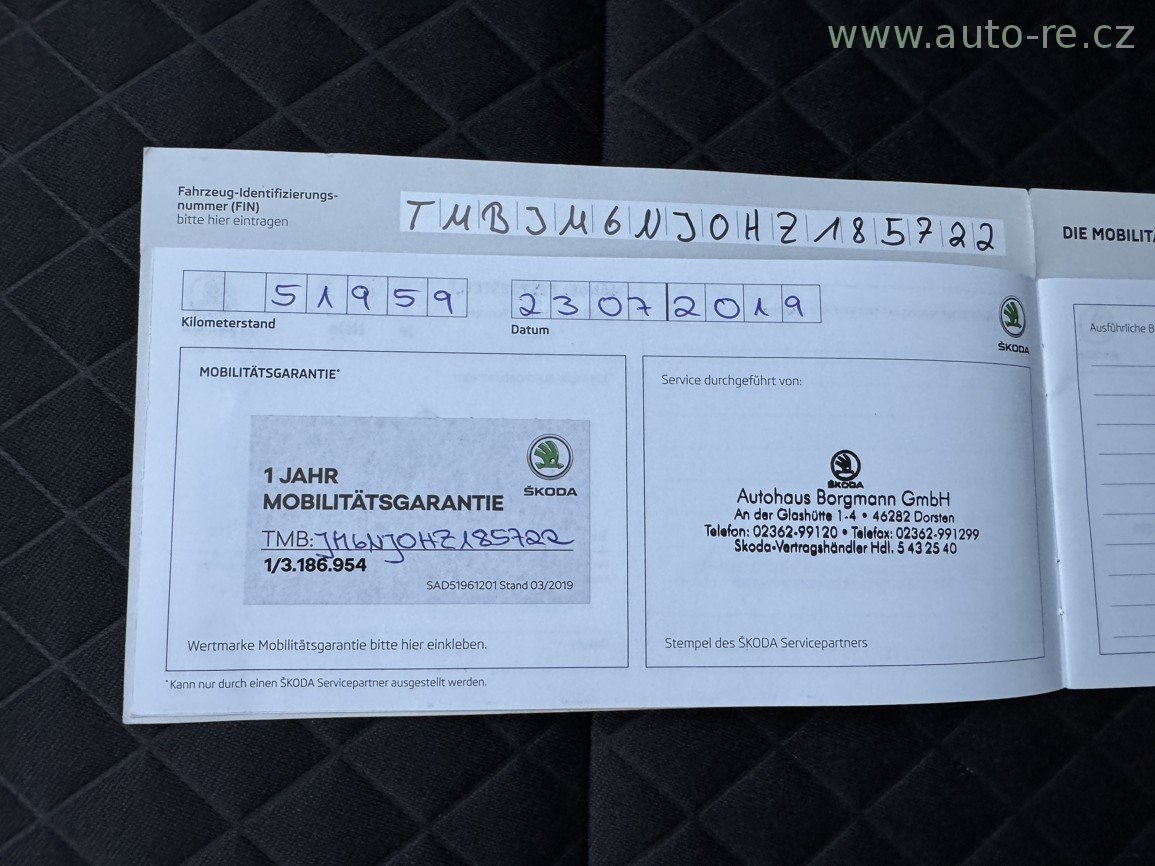 www.auto-re.cz
Fahrzeug-Identifizierungs-
nummer (FIN)
bitte hier eintragen
TMBJM6NJ0HZ185722
DIE MOBILIT
51959
Kilometerstand
23072019
Datum
ŠKODA
Ausführliche B
MOBILITÄTSGARANTIE*
1 JAHR
MOBILITÄTSGARANTIE
ŠKODA
TMB:JM6NJ0HZ185722
1/3.186.954
SAD51961201 Stand 03/2019
Wertmarke Mobilitätsgarantie bitte hier einkleben.
Service durchgeführt von:
ŠKODA
Autohaus Borgmann GmbH
An der Glashütte 1-4 • 46282 Dorsten
Telefon: 02362-99120 • Telefax: 02362-991299
Skoda-Vertragshändler Hdl. 5 43 25 40
Stempel des ŠKODA Servicepartners
*Kann nur durch einen ŠKODA Servicepartner ausgestellt werden.